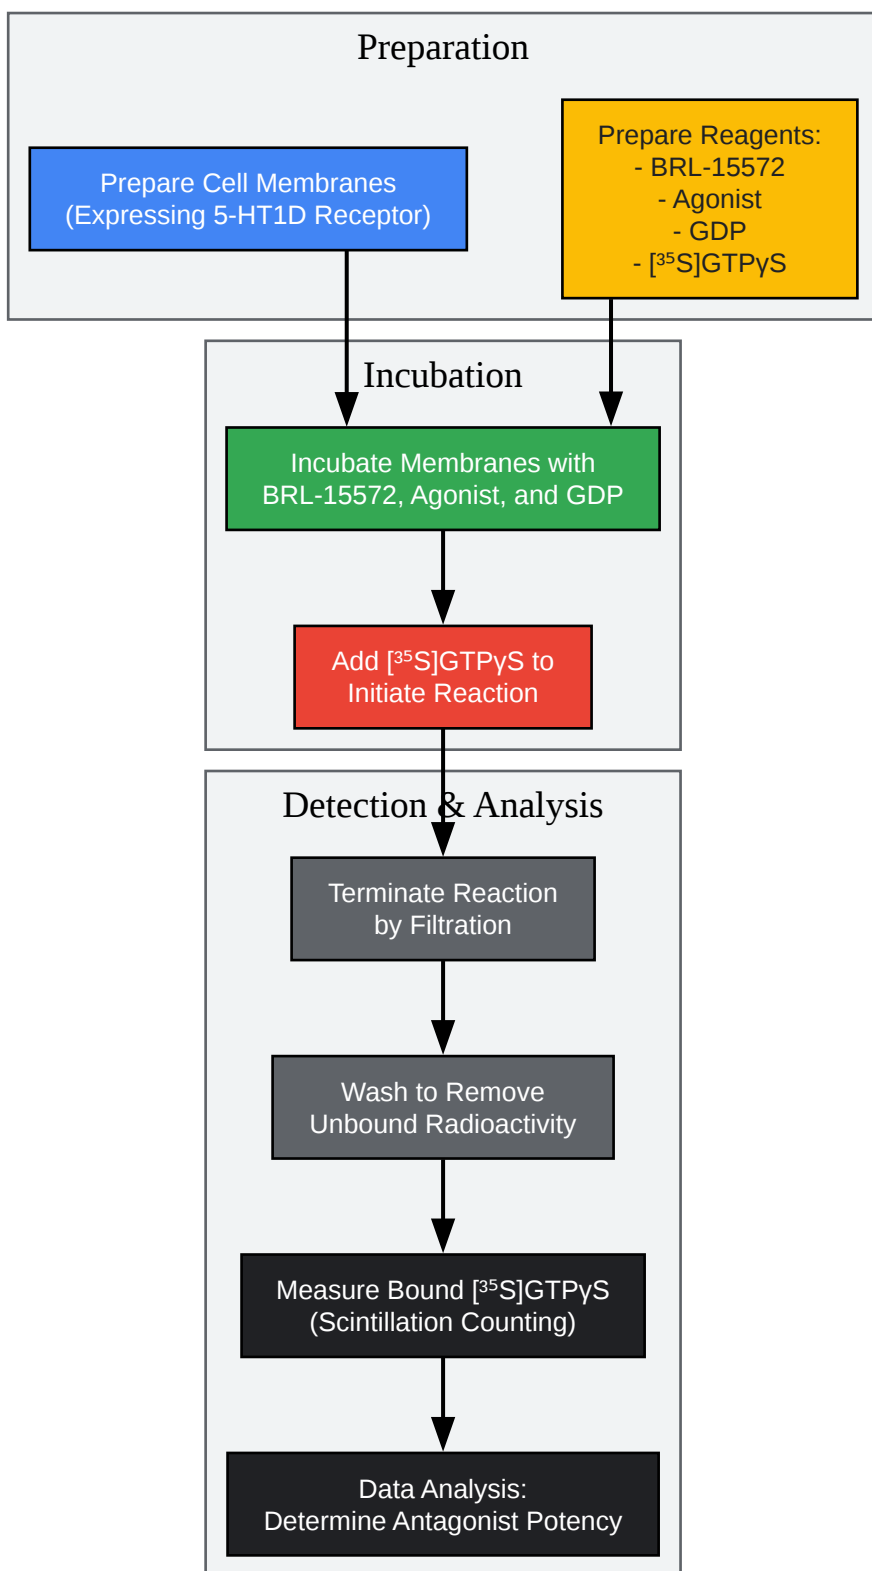 Preparation
Prepare Cell Membranes
(Expressing 5-HT1D Receptor)
Prepare Reagents:
- BRL-15572
- Agonist
- GDP
- [³⁵S]GTPγS
Incubation
Incubate Membranes with
BRL-15572, Agonist, and GDP
Add [³⁵S]GTPγS to
Initiate Reaction
Detection & Analysis
Terminate Reaction
by Filtration
Wash to Remove
Unbound Radioactivity
Measure Bound [³⁵S]GTPγS
(Scintillation Counting)
Data Analysis:
Determine Antagonist Potency